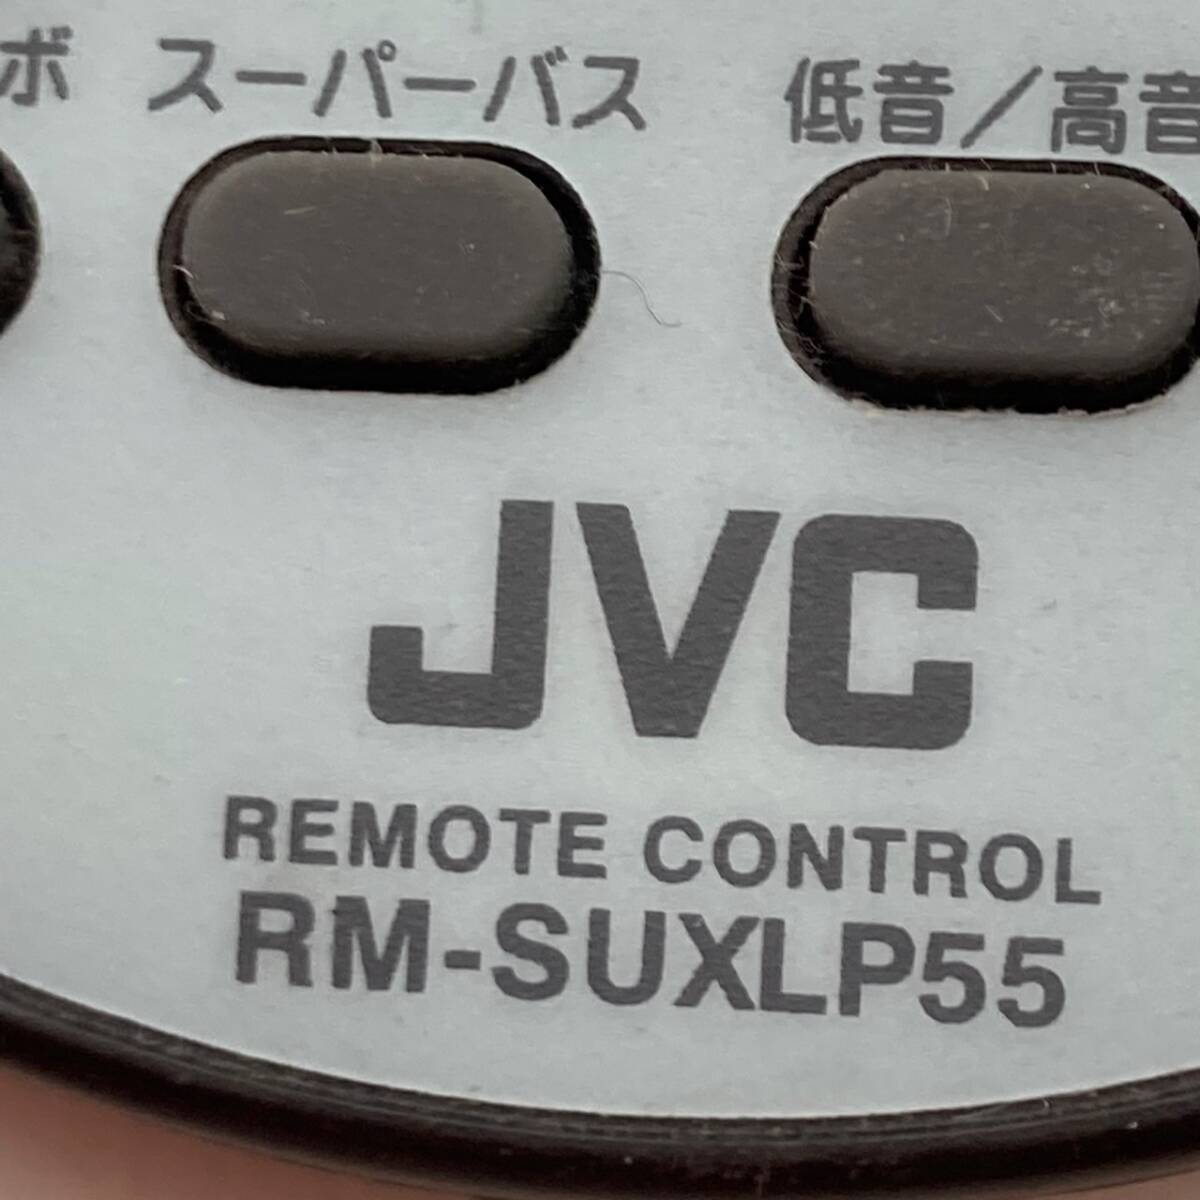 ボ スーパーバス 低音／高音
JVC
REMOTE CONTROL
RM-SUXLP55